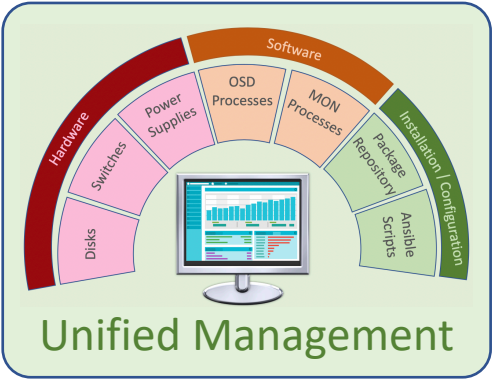 Hardware
Software
Installation / Configuration
Disks
Switches
Power
Supplies
OSD
Processes
MON
Processes
Package
Repository
Ansible
Scripts
Unified Management